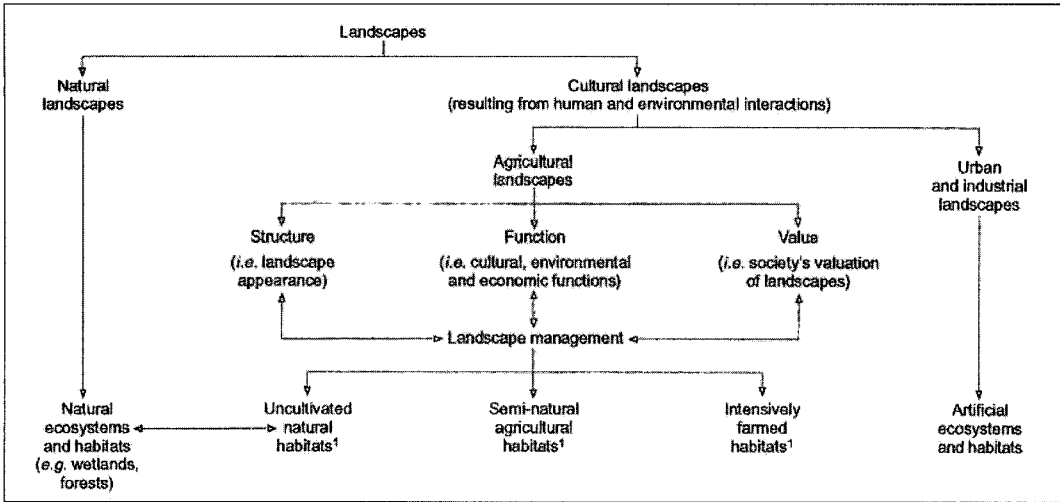 Landscapes
Natural
landscapes
Cultural landscapes
(resulting from human and environmental interactions)
Agricultural
landscapes
Urban
and industrial
landscapes
Structure
(i.e. landscape
appearance)
Function
(i.e. cultural, environmental
and economic functions)
Value
(i.e. society's valuation
of landscapes)
Landscape management
Natural
ecosystems
and habitats
(e.g. wetlands,
forests)
Uncultivated
natural
habitats¹
Semi-natural
agricultural
habitats¹
Intensively
farmed
habitats¹
Artificial
ecosystems
and habitats